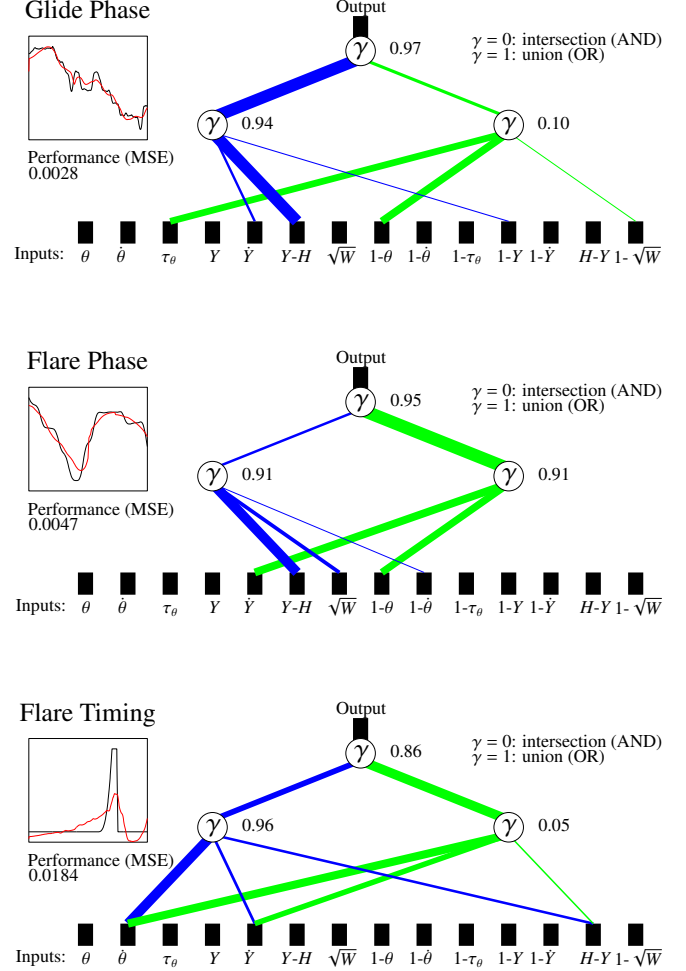 Glide Phase
Output
γ 0.97
γ = 0: intersection (AND)
γ = 1: union (OR)
γ 0.94
γ 0.10
Performance (MSE)
0.0028
Inputs: θ θ̇ τθ Y Ẏ Y-H √W 1-θ 1-θ̇ 1-τθ 1-Y 1-Ẏ H-Y 1- √W
Flare Phase
Output
γ 0.95
γ = 0: intersection (AND)
γ = 1: union (OR)
γ 0.91
γ 0.91
Performance (MSE)
0.0047
Inputs: θ θ̇ τθ Y Ẏ Y-H √W 1-θ 1-θ̇ 1-τθ 1-Y 1-Ẏ H-Y 1- √W
Flare Timing
Output
γ 0.86
γ = 0: intersection (AND)
γ = 1: union (OR)
γ 0.96
γ 0.05
Performance (MSE)
0.0184
Inputs: θ θ̇ τθ Y Ẏ Y-H √W 1-θ 1-θ̇ 1-τθ 1-Y 1-Ẏ H-Y 1- √W